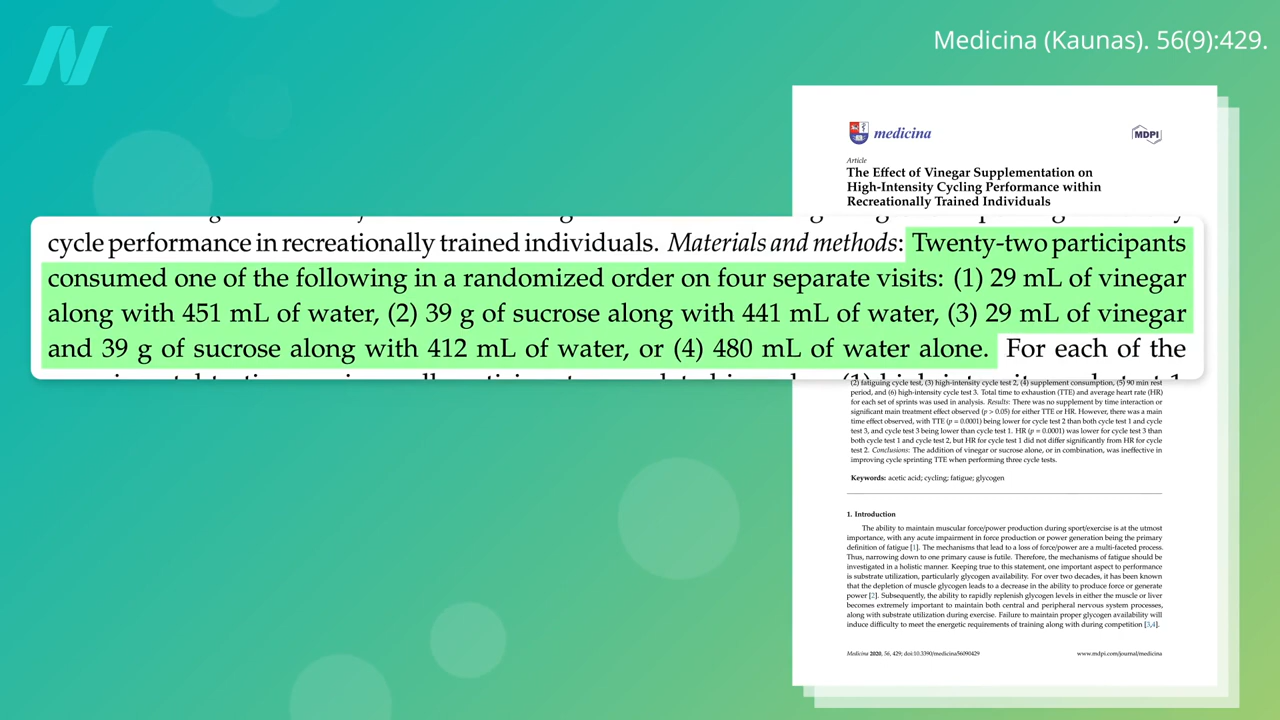 Medicina (Kaunas). 56(9):429.
medicina
MDPI
Article
The Effect of Vinegar Supplementation on
High-Intensity Cycling Performance within
Recreationally Trained Individuals
cycle performance in recreationally trained individuals. Materials and methods: Twenty-two participants
consumed one of the following in a randomized order on four separate visits: (1) 29 mL of vinegar
along with 451 mL of water, (2) 39 g of sucrose along with 441 mL of water, (3) 29 mL of vinegar
and 39 g of sucrose along with 412 mL of water, or (4) 480 mL of water alone. For each of the
(2) fatiguing cycle test, (3) high-intensity cycle test 2, (4) supplement consumption, (5) 90 min rest
period, and (6) high-intensity cycle test 3. Total time to exhaustion (TTE) and average heart rate (HR)
for each set of sprints was used in analysis. Results: There was no supplement by time interaction or
significant main treatment effect observed (p > 0.05) for either TTE or HR. However, there was a main
time effect observed, with TTE (p = 0.0001) being lower for cycle test 2 than both cycle test 1 and cycle
test 3, and cycle test 3 being lower than cycle test 1. HR (p = 0.0001) was lower for cycle test 3 than
both cycle test 1 and cycle test 2, but HR for cycle test 1 did not differ significantly from HR for cycle
test 2. Conclusions: The addition of vinegar or sucrose alone, or in combination, was ineffective in
improving cycle sprinting TTE when performing three cycle tests.
Keywords: acetic acid; cycling; fatigue; glycogen
1. Introduction
The ability to maintain muscular force/power production during sport/exercise is at the utmost
importance, with any acute impairment in force production or power generation being the primary
definition of fatigue [1]. The mechanisms that lead to a loss of force/power are a multi-faceted process.
Thus, narrowing down to one primary cause is futile. Therefore, the mechanisms of fatigue should be
investigated in a holistic manner. Keeping true to this statement, one important aspect to performance
is substrate utilization, particularly glycogen availability. For over two decades, it has been known
that the depletion of muscle glycogen leads to a decrease in the ability to produce force or generate
power [2]. Subsequently, the ability to rapidly replenish glycogen levels in either the muscle or liver
becomes extremely important to maintain both central and peripheral nervous system processes,
along with substrate utilization during exercise. Failure to maintain proper glycogen availability will
induce difficulty to meet the energetic requirements of training along with during competition [3,4].
Medicina 2020, 56, 429; doi:10.3390/medicina56090429
www.mdpi.com/journal/medicina